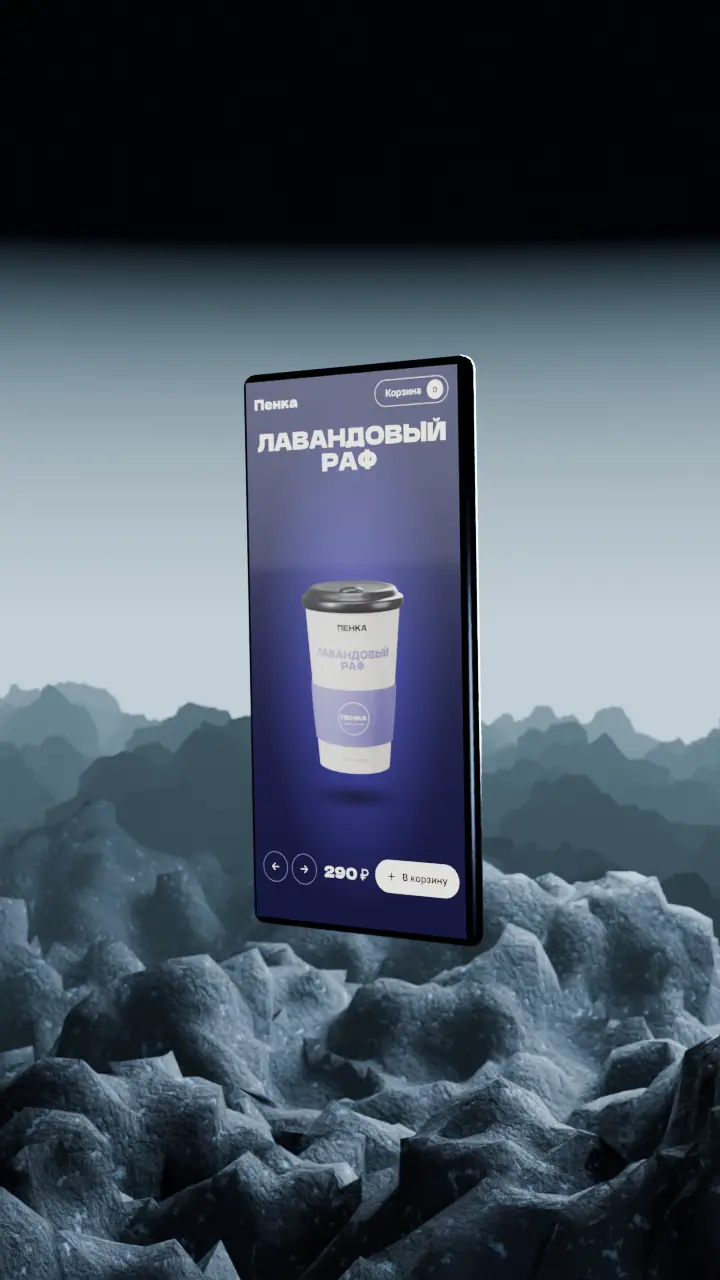 Пенка
Корзина 0
ЛАВАНДОВЫЙ
РАФ
ПЕНКА
ЛАВАНДОВЫЙ
РАФ
ПЕНКА
← → 290 ₽ + В корзину